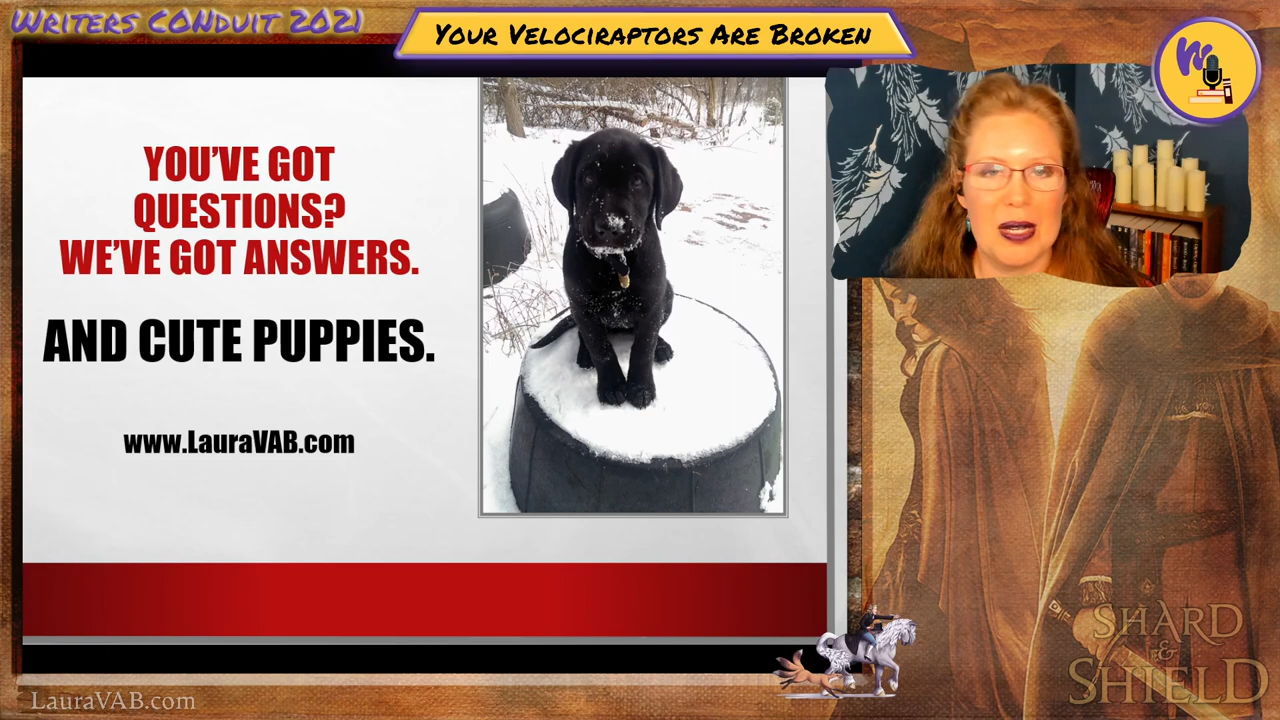 WRITERS CONDUIT 2021
YOUR VELOCIRAPTORS ARE BROKEN
W
YOU'VE GOT
QUESTIONS?
WE'VE GOT ANSWERS.
AND CUTE PUPPIES.
www.LauraVAB.com
SHARD
&
SHIELD
LauraVAB.com